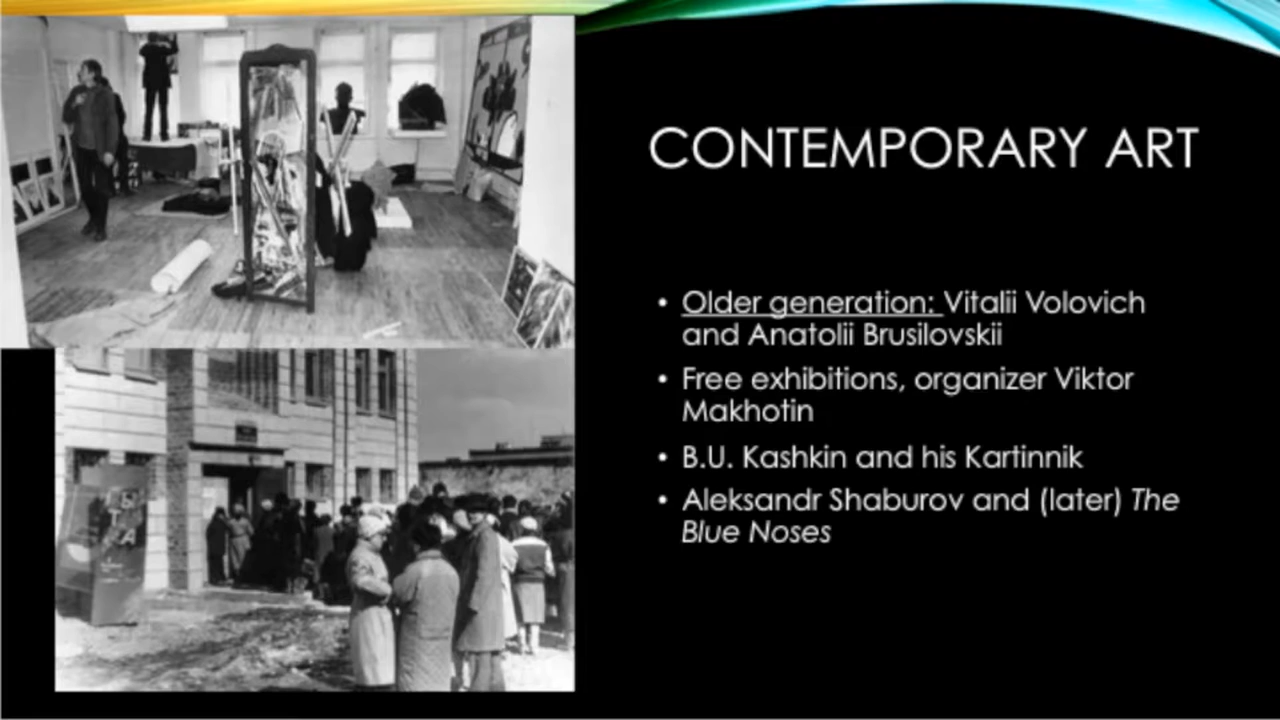 CONTEMPORARY ART
• Older generation: Vitalii Volovich
and Anatolii Brusilovskii
• Free exhibitions, organizer Viktor
Makhotin
• B.U. Kashkin and his Kartinnik
• Aleksandr Shaburov and (later) The
Blue Noses